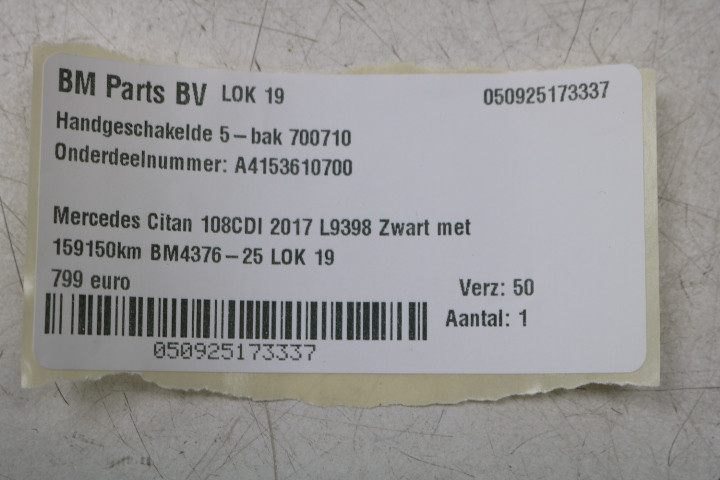 BM Parts BV LOK 19 050925173337
Handgeschakelde 5-bak 700710
Onderdeelnummer: A4153610700
Mercedes Citan 108CDI 2017 L9398 Zwart met
159150km BM4376-25 LOK 19
799 euro
Verz: 50
Aantal: 1
050925173337